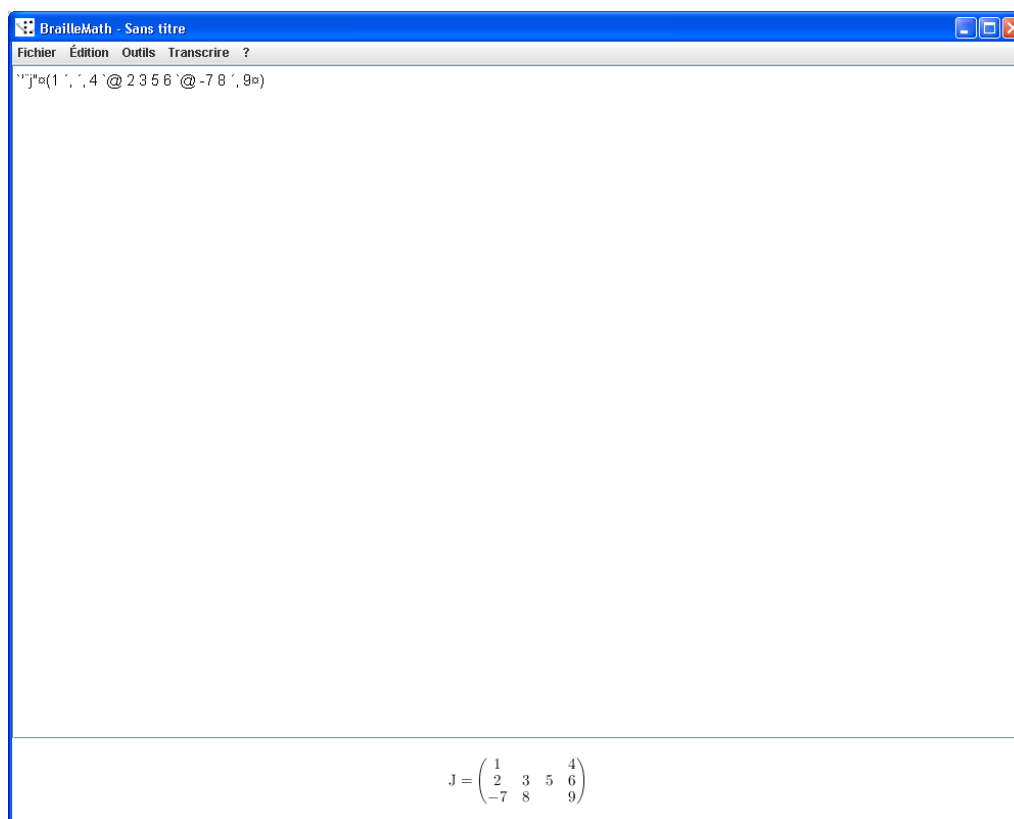 BrailleMath - Sans titre
Fichier Édition Outils Transcrire ?
`'¨j"¤(1 ´, ´, 4 `@ 2 3 5 6 `@ -7 8 ´, 9¤)
1 4
J = ( 2 3 5 6 )
−7 8 9